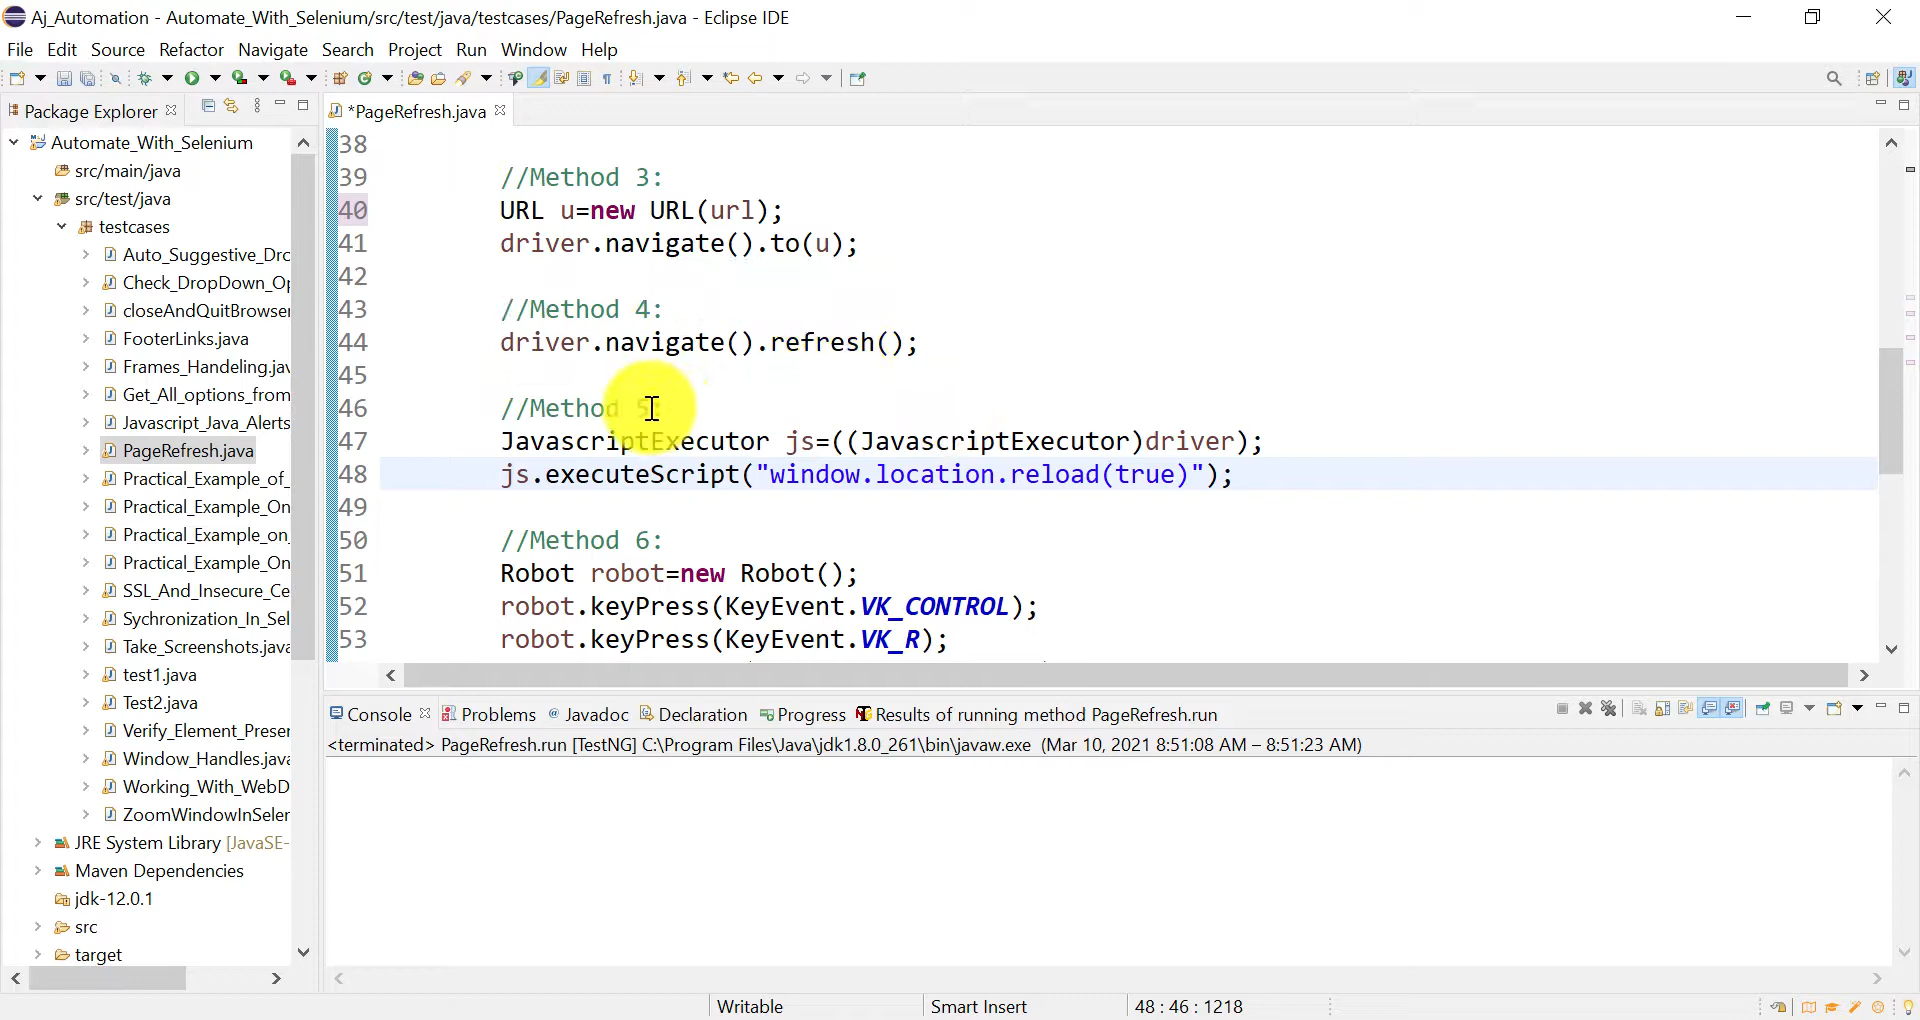 Aj_Automation - Automate_With_Selenium/src/test/java/testcases/PageRefresh.java - Eclipse IDE
File Edit Source Refactor Navigate Search Project Run Window Help
Package Explorer
*PageRefresh.java
Automate_With_Selenium
src/main/java
src/test/java
testcases
Auto_Suggestive_Drc
Check_DropDown_Op
closeAndQuitBrowser
FooterLinks.java
Frames_Handeling.jav
Get_All_options_from
Javascript_Java_Alerts
PageRefresh.java
Practical_Example_of_
Practical_Example_On
Practical_Example_on_
Practical_Example_On
SSL_And_Insecure_Ce
Sychronization_In_Sel
Take_Screenshots.java
test1.java
Test2.java
Verify_Element_Preser
Window_Handles.java
Working_With_WebD
ZoomWindowInSeler
JRE System Library [JavaSE-
Maven Dependencies
jdk-12.0.1
src
target
38
39 //Method 3:
40 URL u=new URL(url);
41 driver.navigate().to(u);
42
43 //Method 4:
44 driver.navigate().refresh();
45
46 //Method 5:
47 JavascriptExecutor js=((JavascriptExecutor)driver);
48 js.executeScript("window.location.reload(true)");
49
50 //Method 6:
51 Robot robot=new Robot();
52 robot.keyPress(KeyEvent.VK_CONTROL);
53 robot.keyPress(KeyEvent.VK_R);
Console Problems Javadoc Declaration Progress Results of running method PageRefresh.run
<terminated> PageRefresh.run [TestNG] C:\Program Files\Java\jdk1.8.0_261\bin\javaw.exe (Mar 10, 2021 8:51:08 AM – 8:51:23 AM)
Writable Smart Insert 48 : 46 : 1218